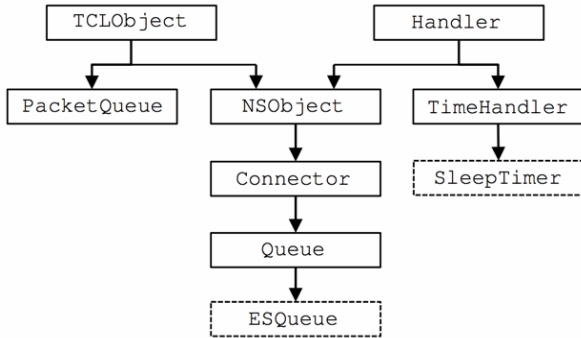 TCLObject
Handler
PacketQueue
NSObject
TimeHandler
Connector
SleepTimer
Queue
ESQueue